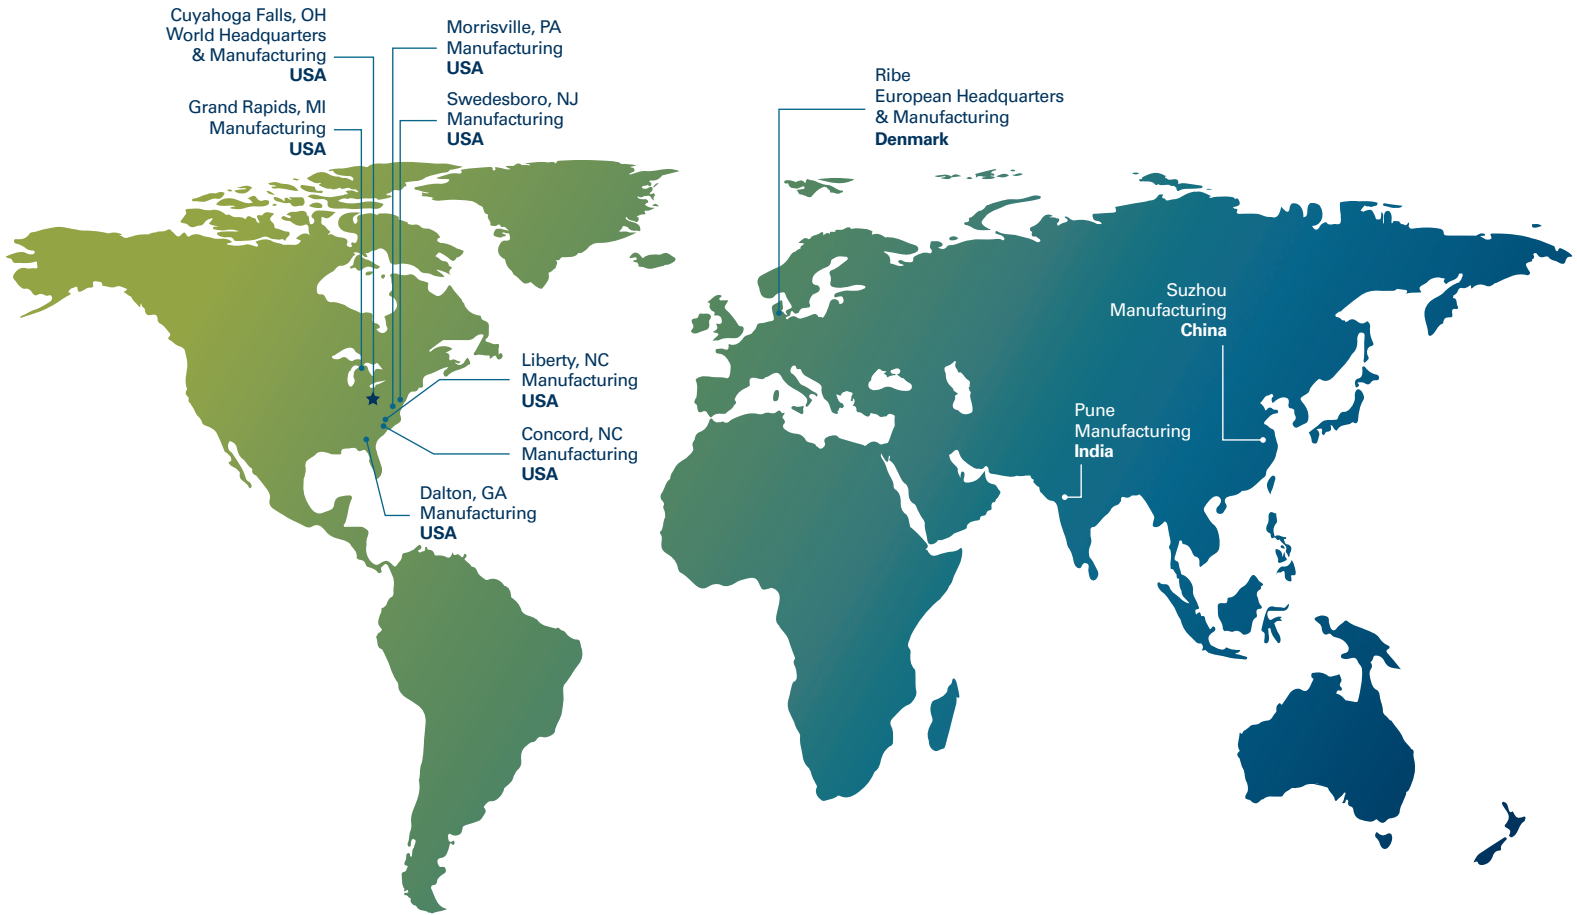 Cuyahoga Falls, OH
World Headquarters
& Manufacturing
USA
Grand Rapids, MI
Manufacturing
USA
Morrisville, PA
Manufacturing
USA
Swedesboro, NJ
Manufacturing
USA
Ribe
European Headquarters
& Manufacturing
Denmark
Suzhou
Manufacturing
China
Liberty, NC
Manufacturing
USA
Pune
Manufacturing
India
Concord, NC
Manufacturing
USA
Dalton, GA
Manufacturing
USA